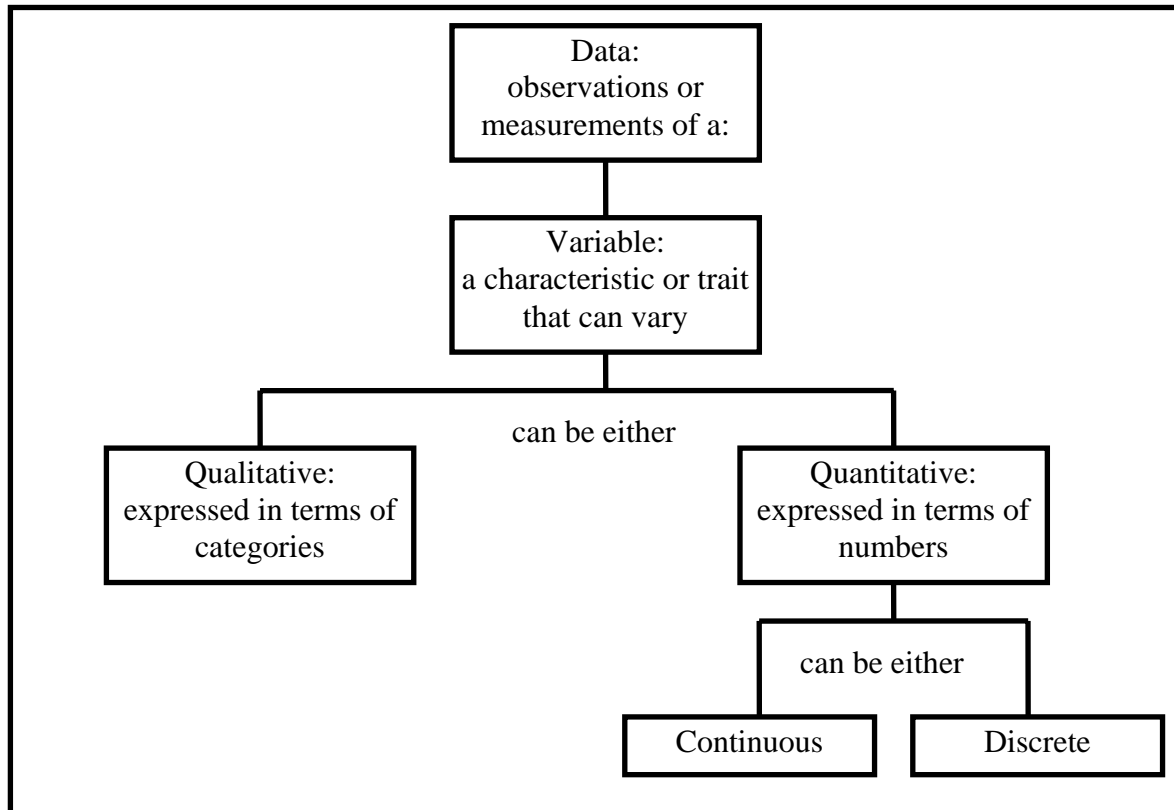 Data:
observations or
measurements of a:
Variable:
a characteristic or trait
that can vary
can be either
Qualitative:
expressed in terms of
categories
Quantitative:
expressed in terms of
numbers
can be either
Continuous
Discrete